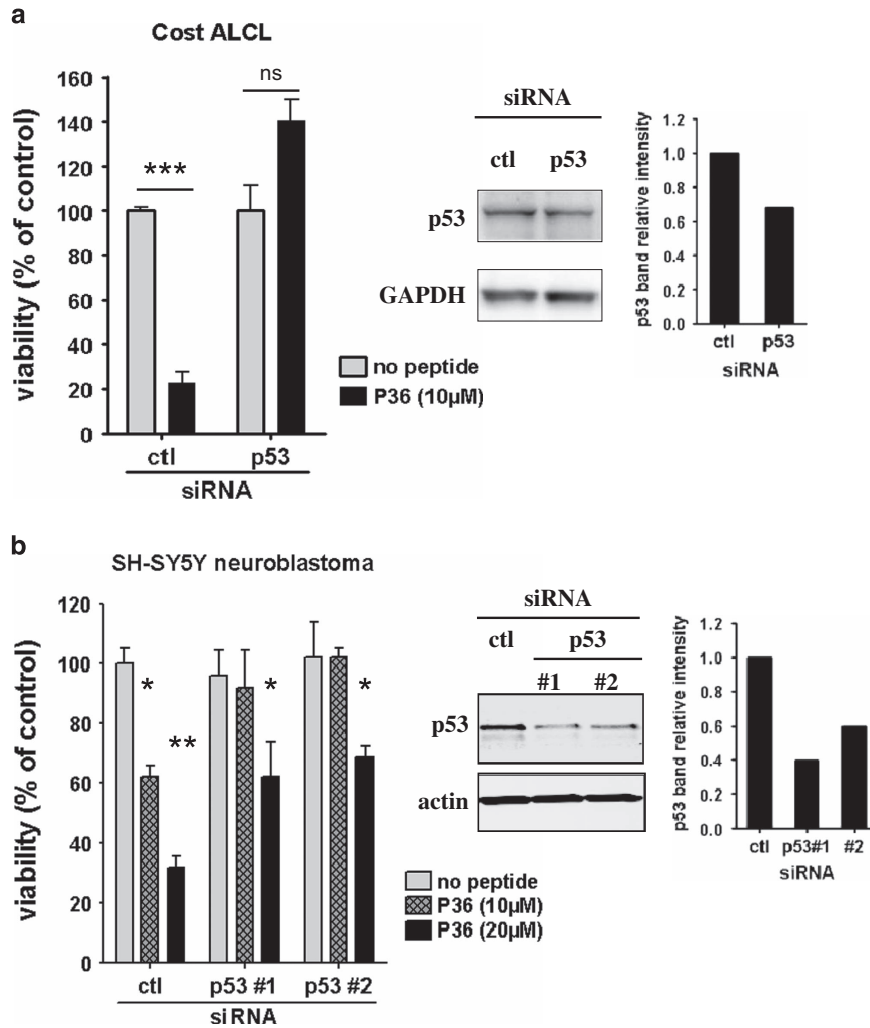 a
Cost ALCL
viability (% of control)
160
140
120
100
80
60
40
20
0
***
ns
ctl
p53
siRNA
no peptide
P36 (10µM)
siRNA
ctl
p53
p53
GAPDH
p53 band relative intensity
1.2
1.0
0.8
0.6
0.4
0.2
0.0
ctl
p53
siRNA
b
SH-SY5Y neuroblastoma
viability (% of control)
120
100
80
60
40
20
0
*
**
*
*
ctl
p53 #1
p53 #2
siRNA
no peptide
P36 (10µM)
P36 (20µM)
siRNA
ctl
p53
#1
#2
p53
actin
p53 band relative intensity
1.2
1.0
0.8
0.6
0.4
0.2
0.0
ctl
p53#1
#2
siRNA